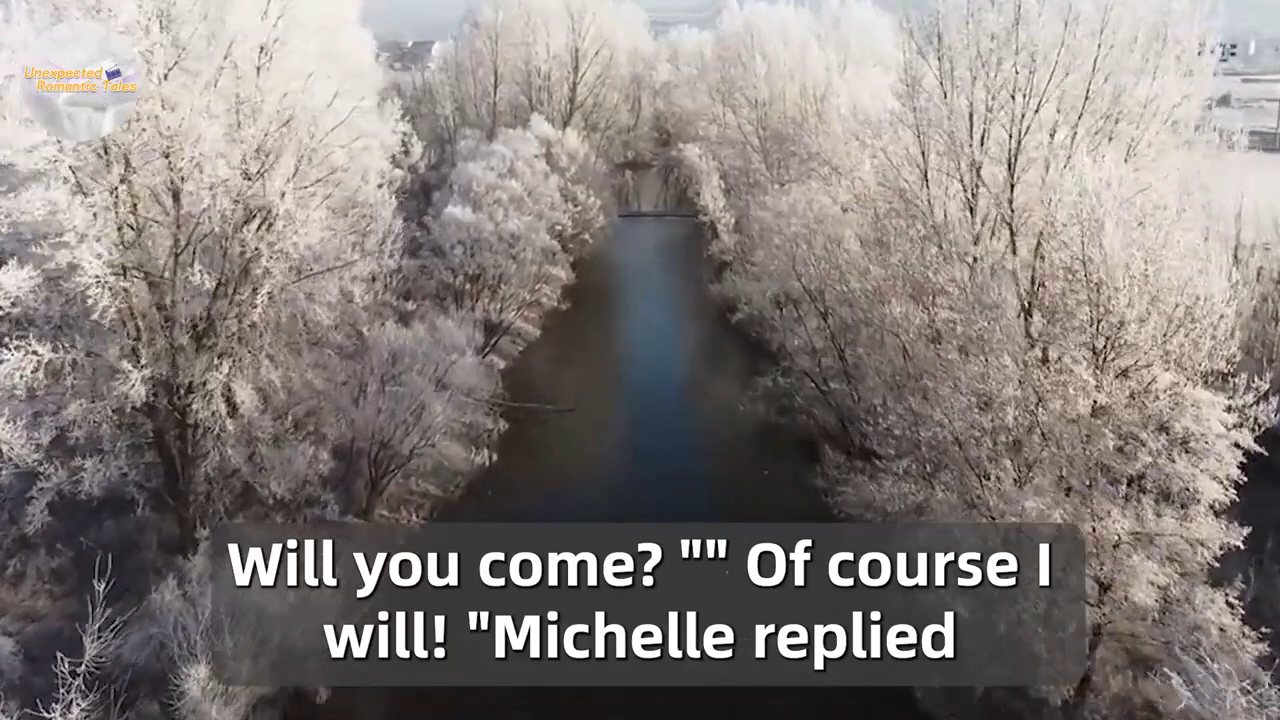 Unexpected
Romantic Tales
Will you come? "" Of course I
will! "Michelle replied